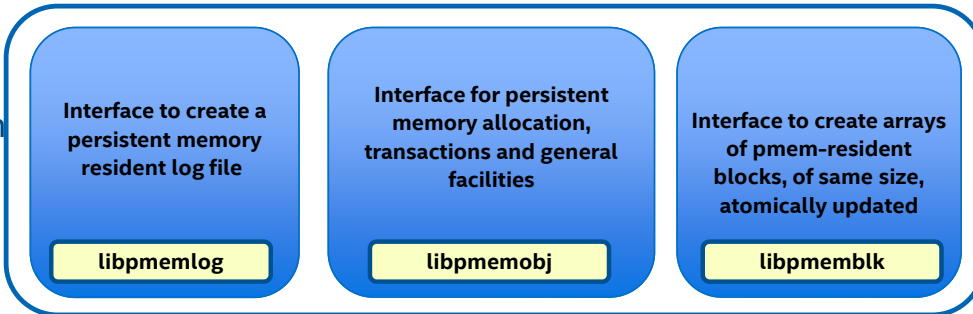 Interface to create a
persistent memory
resident log file
libpmemlog
Interface for persistent
memory allocation,
transactions and general
facilities
libpmemobj
Interface to create arrays
of pmem-resident
blocks, of same size,
atomically updated
libpmemblk